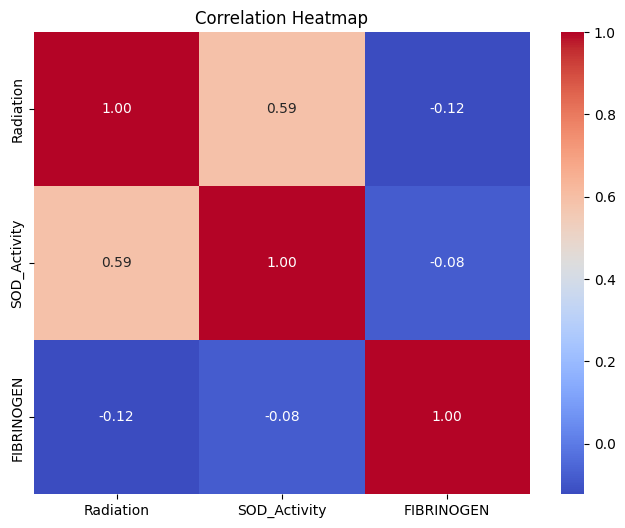 Correlation Heatmap
Radiation
1.00
0.59
-0.12
SOD_Activity
0.59
1.00
-0.08
FIBRINOGEN
-0.12
-0.08
1.00
Radiation
SOD_Activity
FIBRINOGEN
1.0
0.8
0.6
0.4
0.2
0.0